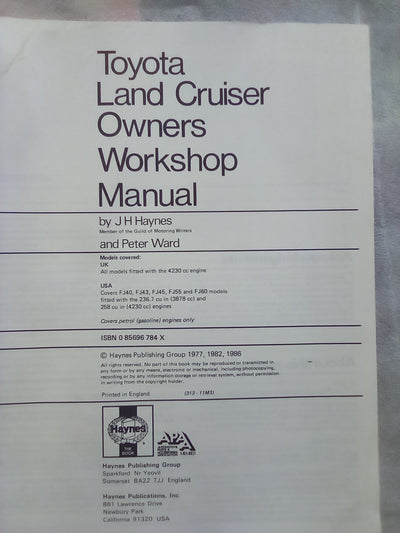 Toyota
Land Cruiser
Owners
Workshop
Manual
by J H Haynes
Member of the Guild of Motoring Writers
and Peter Ward
Models covered:
UK
All models fitted with the 4230 cc engine
USA
Covers FJ40, FJ43, FJ45, FJ55 and FJ60 models
fitted with the 236.7 cu in (3878 cc) and
258 cu in (4230 cc) engines
Covers petrol (gasoline) engines only
ISBN 0 85696 784 X
© Haynes Publishing Group 1977, 1982, 1986
All rights reserved. No part of this book may be reproduced or transmitted in
any form or by any means, electronic or mechanical, including photocopying,
recording or by any information storage or retrieval system, without permission
in writing from the copyright holder.
Printed in England
(313 - 11M3)
Haynes
THE
BOOK
APA
MEMBER
Haynes Publishing Group
Sparkford Nr Yeovil
Somerset BA22 7JJ England
Haynes Publications, Inc
861 Lawrence Drive
Newbury Park
California 91320 USA